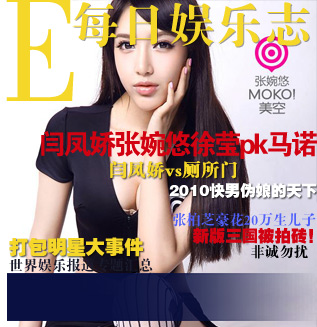 E 每日娱乐志
张婉悠
MOKO!
美空
闫凤娇张婉悠徐莹pk马诺
闫凤娇vs厕所门
2010快男伪娘的天下
张柏芝豪花20万生儿子
新版三国被拍砖!
非诚勿扰
打包明星大事件
世界娱乐报道
总